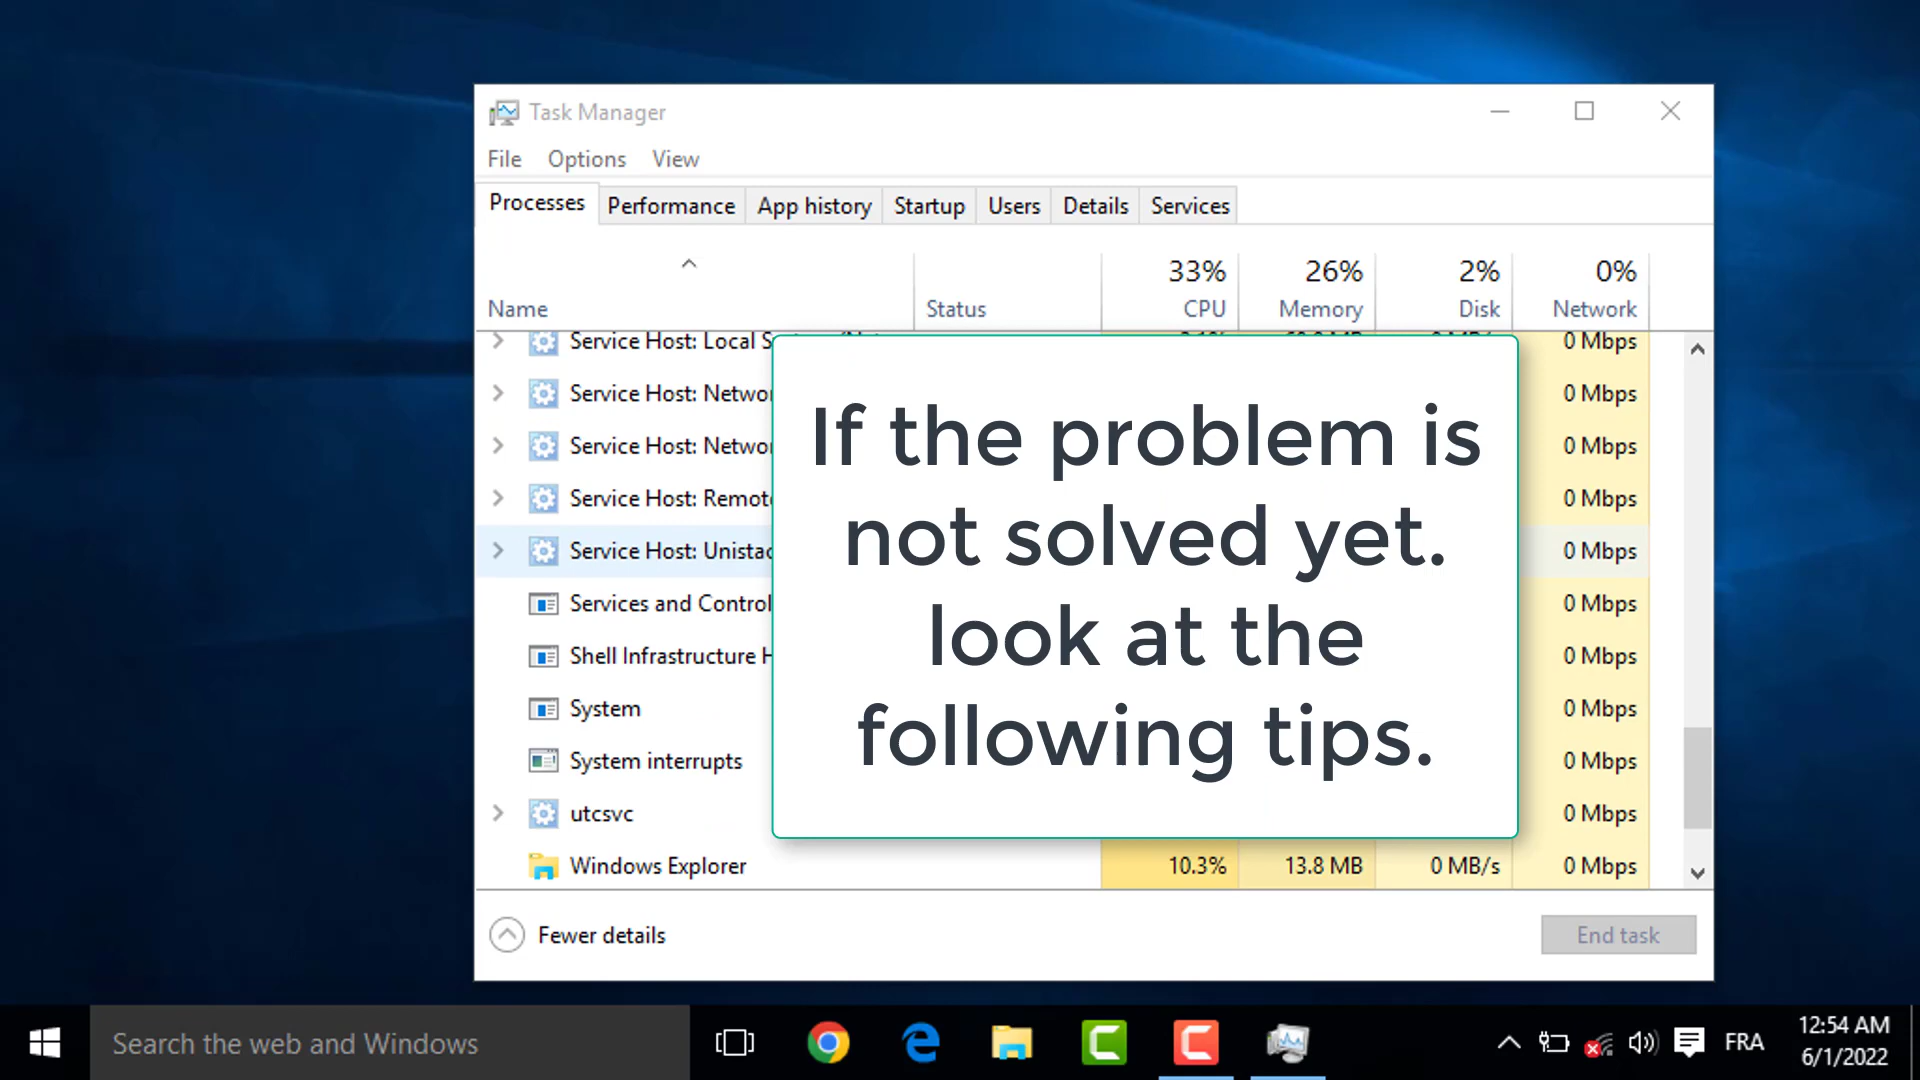 Task Manager
File Options View
Processes Performance App history Startup Users Details Services
33% 26% 2% 0%
Name Status CPU Memory Disk Network
Service Host: Local 0 Mbps
Service Host: 0 Mbps
Service Host: 0 Mbps
Service Host: 0 Mbps
Service Host: 0 Mbps
Services and 0 Mbps
Shell Infrastructure 0 Mbps
System 0 Mbps
System interrupts 0 Mbps
utcsvc 0 Mbps
Windows Explorer 10.3% 13.8 MB 0 MB/s 0 Mbps
If the problem is
not solved yet.
look at the
following tips.
Fewer details End task
Search the web and Windows
FRA
12:54 AM
6/1/2022